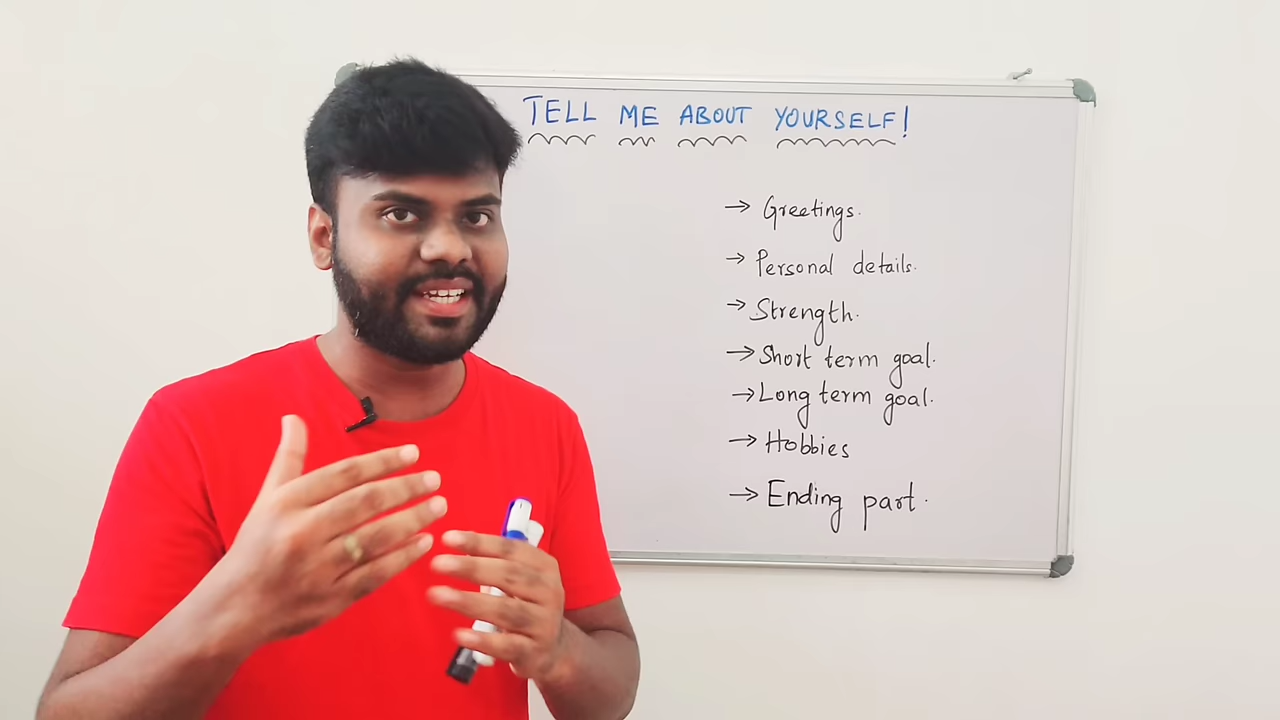 TELL ME ABOUT YOURSELF!
→ Greetings.
→ Personal details.
→ Strength.
→ Short term goal.
→ Long term goal.
→ Hobbies
→ Ending part.